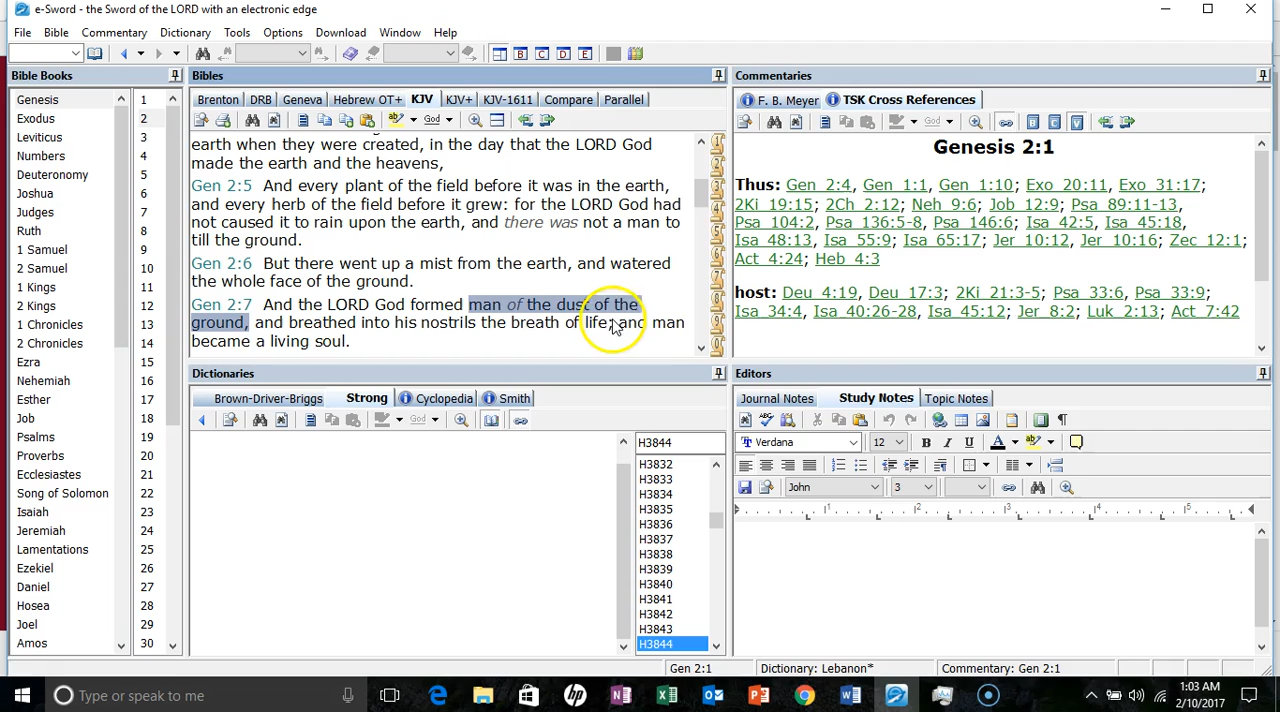 e-Sword - the Sword of the LORD with an electronic edge
File Bible Commentary Dictionary Tools Options Download Window Help
B C D E
Bible Books
Genesis
Exodus
Leviticus
Numbers
Deuteronomy
Joshua
Judges
Ruth
1 Samuel
2 Samuel
1 Kings
2 Kings
1 Chronicles
2 Chronicles
Ezra
Nehemiah
Esther
Job
Psalms
Proverbs
Ecclesiastes
Song of Solomon
Isaiah
Jeremiah
Lamentations
Ezekiel
Daniel
Hosea
Joel
Amos
1
2
3
4
5
6
7
8
9
10
11
12
13
14
15
16
17
18
19
20
21
22
23
24
25
26
27
28
29
30
Bibles
Brenton DRB Geneva Hebrew OT+ KJV KJV+ KJV-1611 Compare Parallel
God
earth when they were created, in the day that the LORD God
made the earth and the heavens,
Gen 2:5 And every plant of the field before it was in the earth,
and every herb of the field before it grew: for the LORD God had
not caused it to rain upon the earth, and there was not a man to
till the ground.
Gen 2:6 But there went up a mist from the earth, and watered
the whole face of the ground.
Gen 2:7 And the LORD God formed man of the dust of the
ground, and breathed into his nostrils the breath of life; and man
became a living soul.
1
2
3
4
5
6
7
8
9
0
Commentaries
F. B. Meyer TSK Cross References
God B C V
Genesis 2:1
Thus: Gen 2:4, Gen 1:1; Gen 1:10; Exo 20:11, Exo 31:17;
2Ki 19:15; 2Ch 2:12; Neh 9:6; Job 12:9; Psa 89:11-13,
Psa 104:2, Psa 136:5-8, Psa 146:6; Isa 42:5, Isa 45:18,
Isa 48:13, Isa 55:9; Isa 65:17; Jer 10:12, Jer 10:16; Zec 12:1;
Act 4:24; Heb 4:3
host: Deu 4:19, Deu 17:3; 2Ki 21:3-5; Psa 33:6, Psa 33:9;
Isa 34:4, Isa 40:26-28, Isa 45:12; Jer 8:2; Luk 2:13; Act 7:42
Dictionaries
Brown-Driver-Briggs Strong Cyclopedia Smith
God
H3844
H3832
H3833
H3834
H3835
H3836
H3837
H3838
H3839
H3840
H3841
H3842
H3843
H3844
Editors
Journal Notes Study Notes Topic Notes
Verdana 12 B I U A
John 3
1 2 3 4 5
Gen 2:1 Dictionary: Lebanon* Commentary: Gen 2:1
Type or speak to me
1:03 AM
2/10/2017